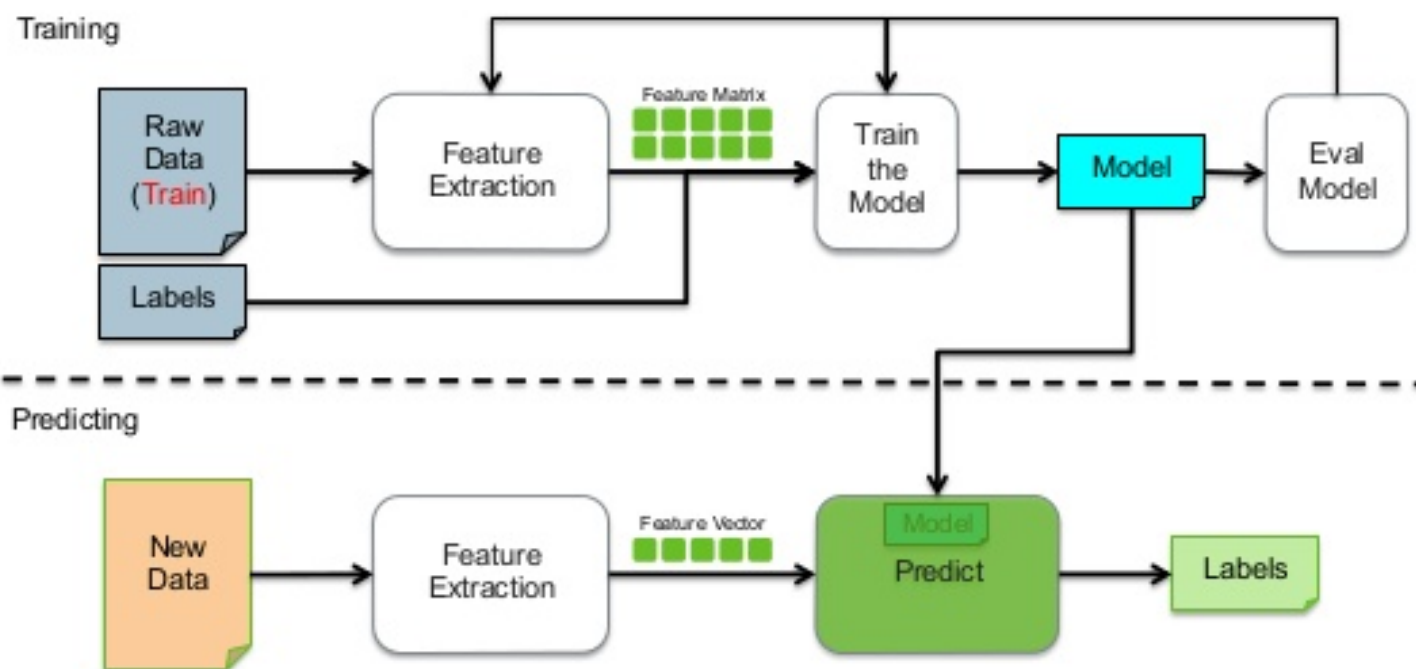 Training
Raw
Data
(Train)
Labels
Feature
Extraction
Feature Matrix
Train
the
Model
Model
Eval
Model
Predicting
New
Data
Feature
Extraction
Feature Vector
Model
Predict
Labels